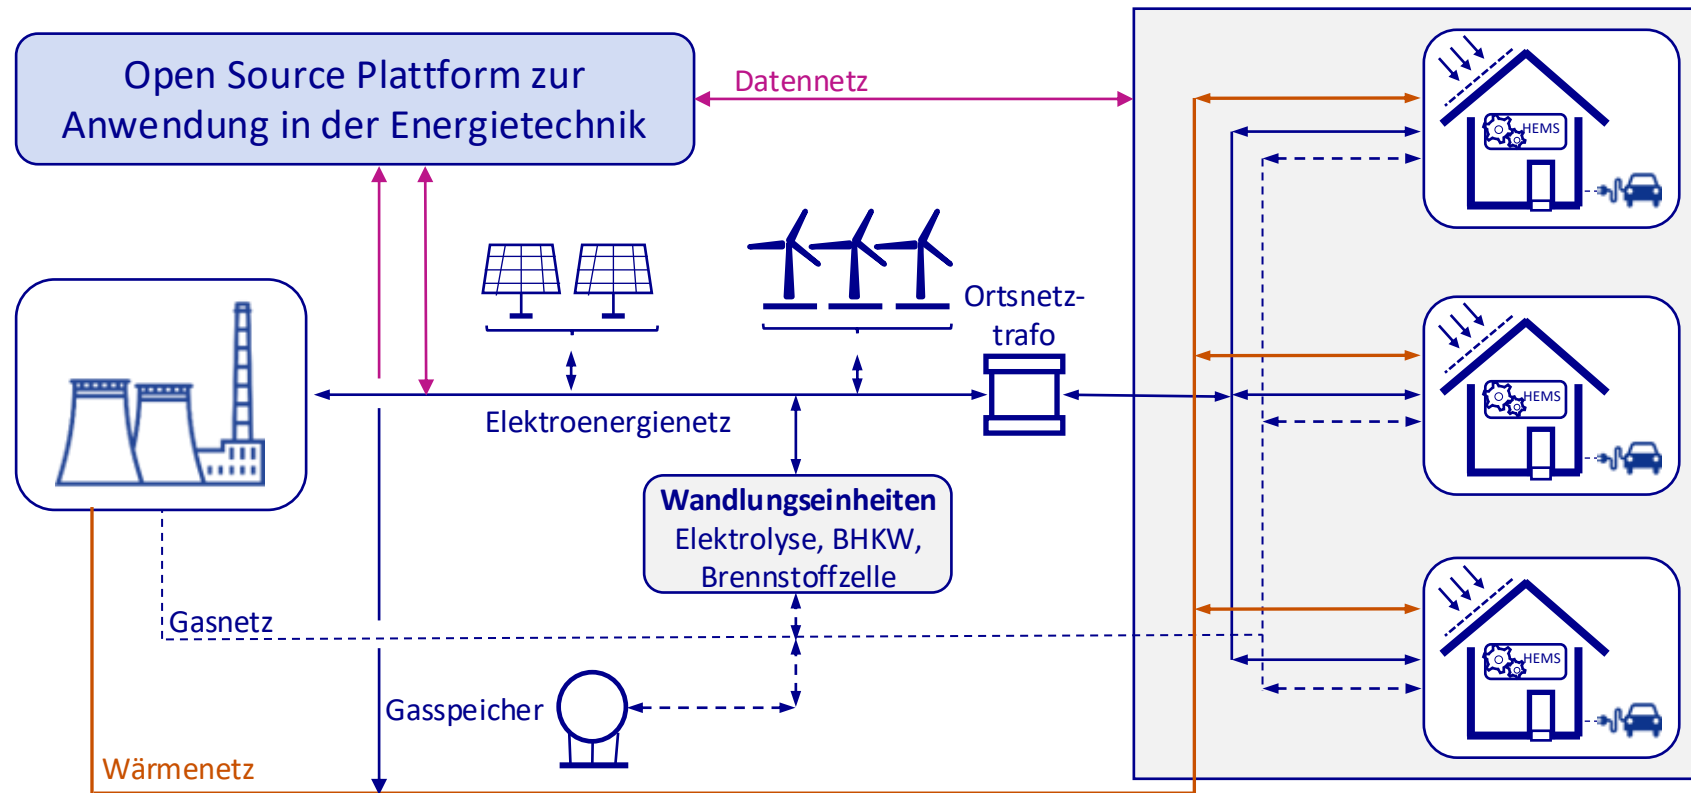 Open Source Plattform zur
Anwendung in der Energietechnik
Datennetz
HEMS
Ortsnetz-
trafo
Elektroenergienetz
HEMS
Wandlungseinheiten
Elektrolyse, BHKW,
Brennstoffzelle
Gasnetz
HEMS
Gasspeicher
Wärmenetz